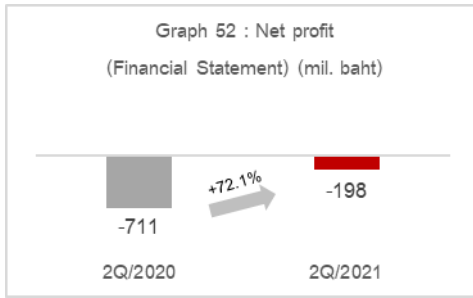 Graph 52 : Net profit
(Financial Statement) (mil. baht)
+72.1%
-198
-711
2Q/2020
2Q/2021